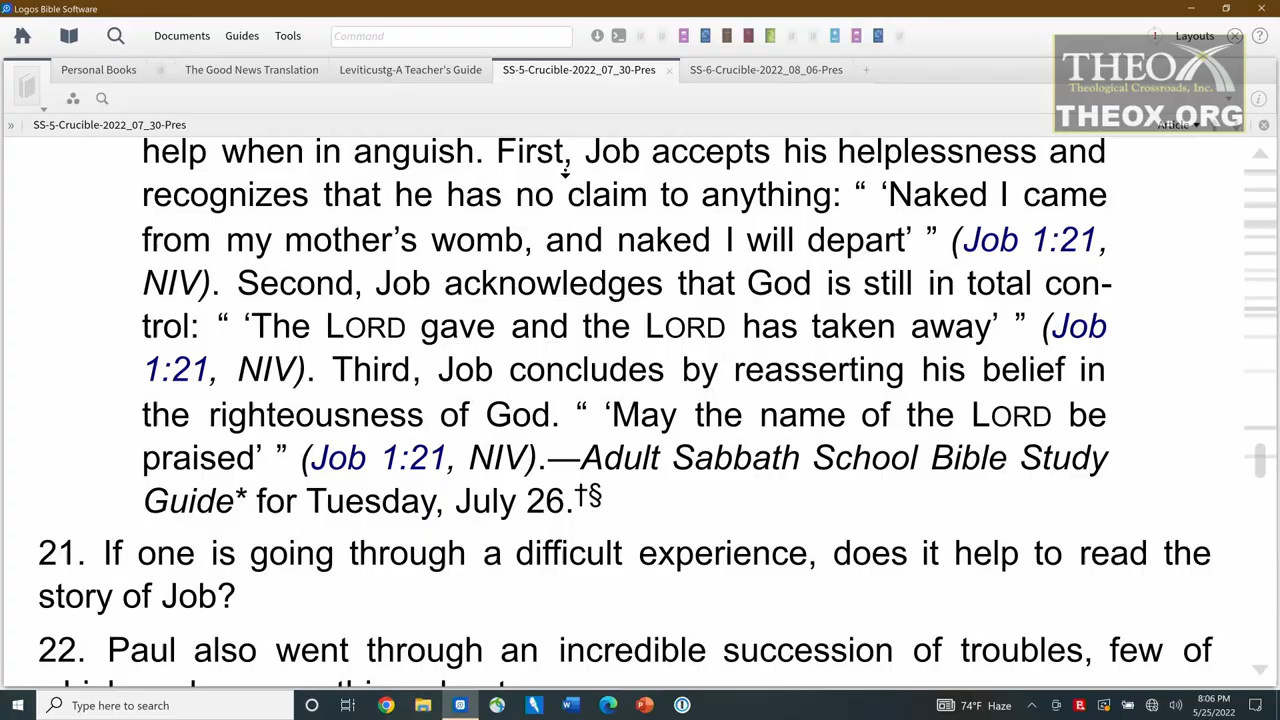 Logos Bible Software
Documents Guides Tools Command Layouts
Personal Books The Good News Translation Leviticustg a Teacher's Guide SS-5-Crucible-2022_07_30-Pres SS-6-Crucible-2022_08_06-Pres
THEOX
Theological Crossroads, Inc.
THEOX.ORG
SS-5-Crucible-2022_07_30-Pres Article
help when in anguish. First, Job accepts his helplessness and
recognizes that he has no claim to anything: “ ‘Naked I came
from my mother’s womb, and naked I will depart’ ” (Job 1:21,
NIV). Second, Job acknowledges that God is still in total con-
trol: “ ‘The LORD gave and the LORD has taken away’ ” (Job
1:21, NIV). Third, Job concludes by reasserting his belief in
the righteousness of God. “ ‘May the name of the LORD be
praised’ ” (Job 1:21, NIV).—Adult Sabbath School Bible Study
Guide* for Tuesday, July 26.†§
21. If one is going through a difficult experience, does it help to read the
story of Job?
22. Paul also went through an incredible succession of troubles, few of
Type here to search 74°F Haze 8:06 PM
5/25/2022